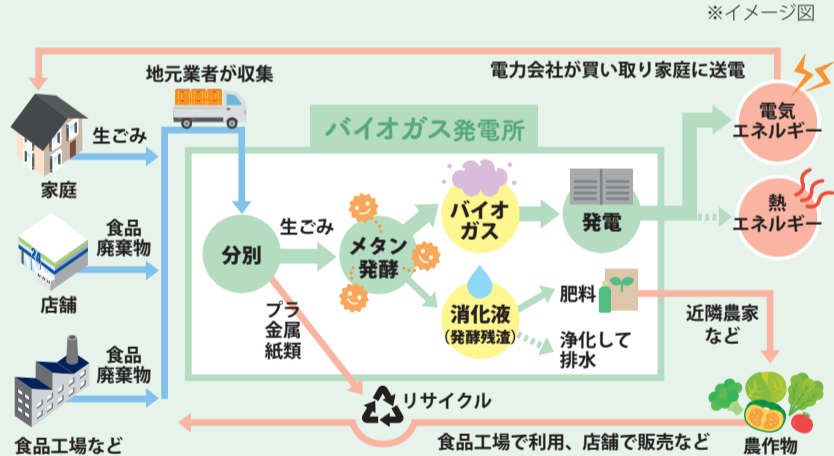 ※イメージ図
地元業者が収集
電力会社が買い取り家庭に送電
電気
エネルギー
バイオガス発電所
生ごみ
家庭
熱
エネルギー
バイオ
ガス
発電
食品
廃棄物
生ごみ
分別
メタン
発酵
24
店舗
プラ
金属
紙類
消化液
（発酵残渣）
肥料
近隣農家
など
浄化して
排水
食品
廃棄物
リサイクル
食品工場など
食品工場で利用、店舗で販売など
農作物